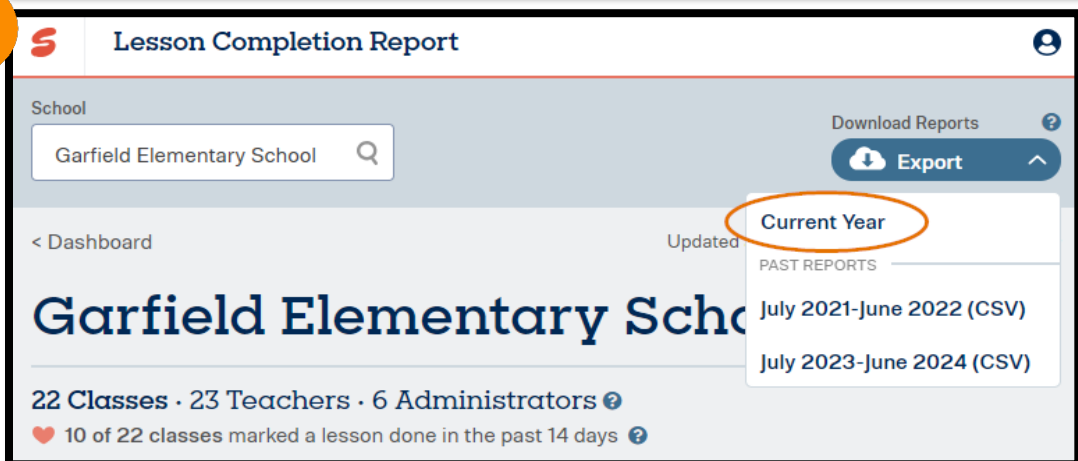 Lesson Completion Report
School
Download Reports
Garfield Elementary School
Export
Current Year
< Dashboard
Updated
PAST REPORTS
July 2021-June 2022 (CSV)
July 2023-June 2024 (CSV)
Garfield Elementary
22 Classes · 23 Teachers · 6 Administrators
10 of 22 classes marked a lesson done in the past 14 days